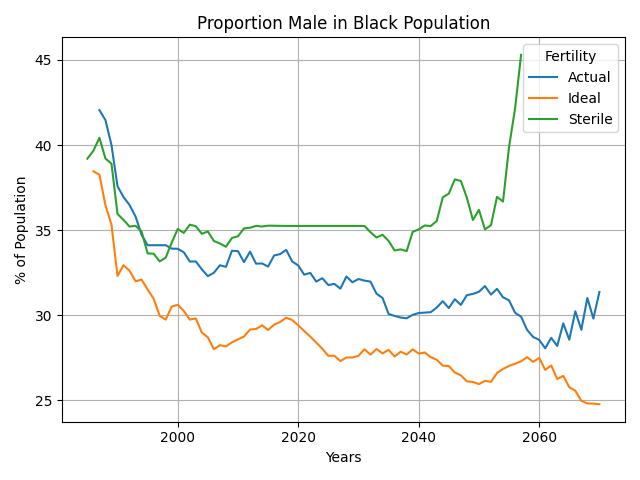 Proportion Male in Black Population
Fertility
Actual
Ideal
Sterile
% of Population
45
40
35
30
25
2000
2020
2040
2060
Years